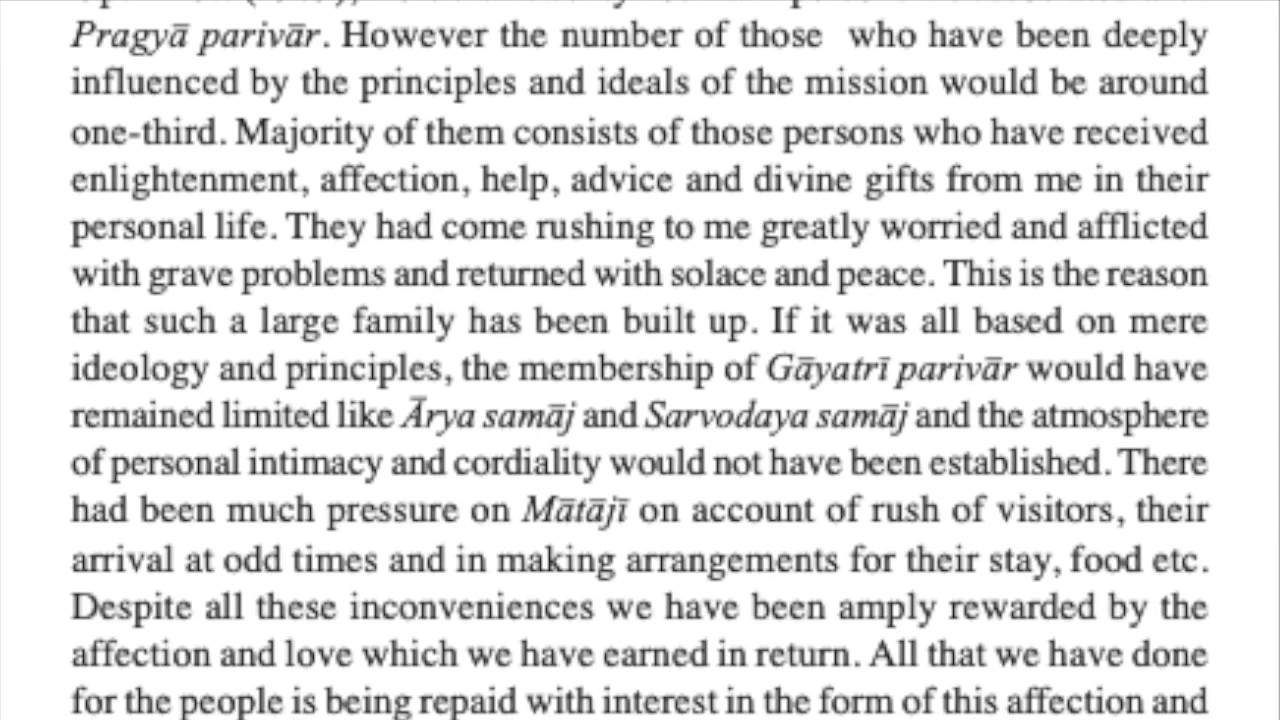 Pragyā parivār. However the number of those who have been deeply
influenced by the principles and ideals of the mission would be around
one-third. Majority of them consists of those persons who have received
enlightenment, affection, help, advice and divine gifts from me in their
personal life. They had come rushing to me greatly worried and afflicted
with grave problems and returned with solace and peace. This is the reason
that such a large family has been built up. If it was all based on mere
ideology and principles, the membership of Gāyatrī parivār would have
remained limited like Ārya samāj and Sarvodaya samāj and the atmosphere
of personal intimacy and cordiality would not have been established. There
had been much pressure on Mātājī on account of rush of visitors, their
arrival at odd times and in making arrangements for their stay, food etc.
Despite all these inconveniences we have been amply rewarded by the
affection and love which we have earned in return. All that we have done
for the people is being repaid with interest in the form of this affection and